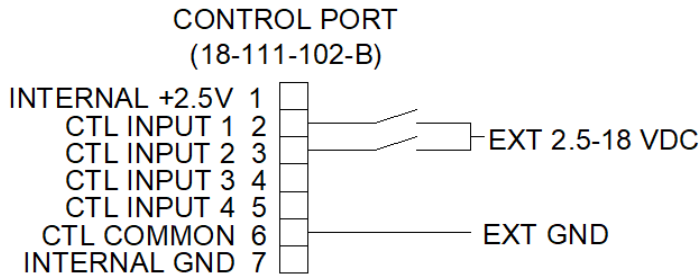 CONTROL PORT
(18-111-102-B)
INTERNAL +2.5V 1
CTL INPUT 1 2
CTL INPUT 2 3
EXT 2.5-18 VDC
CTL INPUT 3 4
CTL INPUT 4 5
CTL COMMON 6
EXT GND
INTERNAL GND 7